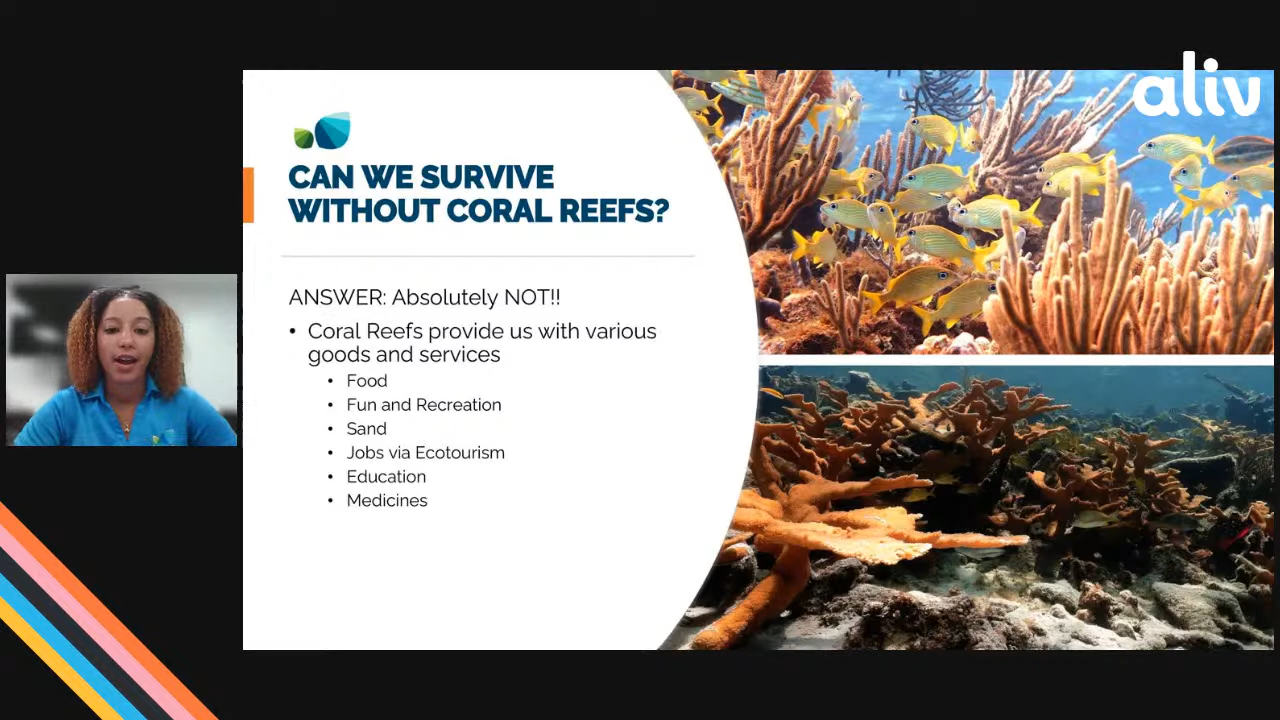 aliv
CAN WE SURVIVE
WITHOUT CORAL REEFS?
ANSWER: Absolutely NOT!!
• Coral Reefs provide us with various
goods and services
• Food
• Fun and Recreation
• Sand
• Jobs via Ecotourism
• Education
• Medicines